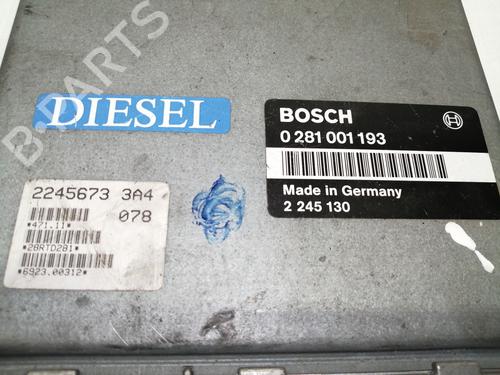 B-PARTS
DIESEL
BOSCH
0 281 001 193
Made in Germany
2 245 130
2245673 3A4
078
*471.11*
*28RTD281*
*6923.00312*